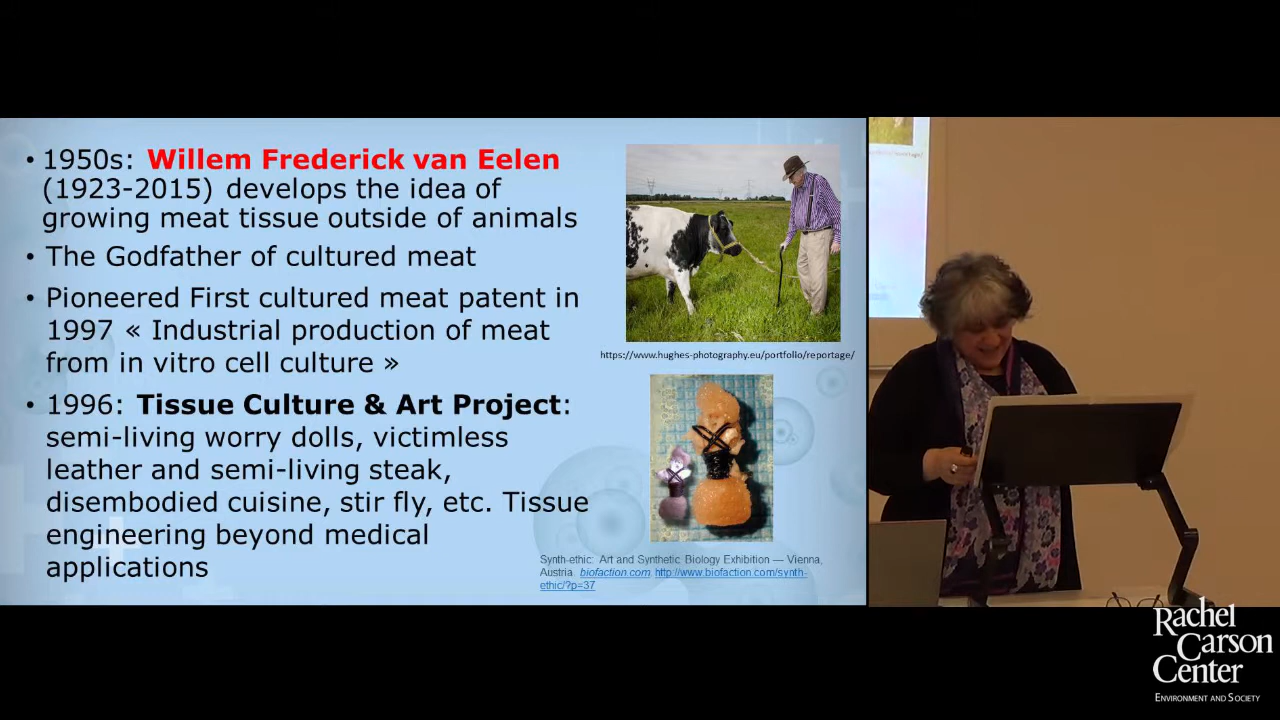 • 1950s: Willem Frederick van Eelen
(1923-2015) develops the idea of
growing meat tissue outside of animals
• The Godfather of cultured meat
• Pioneered First cultured meat patent in
1997 « Industrial production of meat
from in vitro cell culture »
• 1996: Tissue Culture & Art Project:
semi-living worry dolls, victimless
leather and semi-living steak,
disembodied cuisine, stir fly, etc. Tissue
engineering beyond medical
applications
https://www.hughes-photography.eu/portfolio/reportage/
Synth-ethic: Art and Synthetic Biology Exhibition — Vienna,
Austria. biofaction.com http://www.biofaction.com/synth-
ethic/?p=37
Rachel
Carson
Center
ENVIRONMENT AND SOCIETY